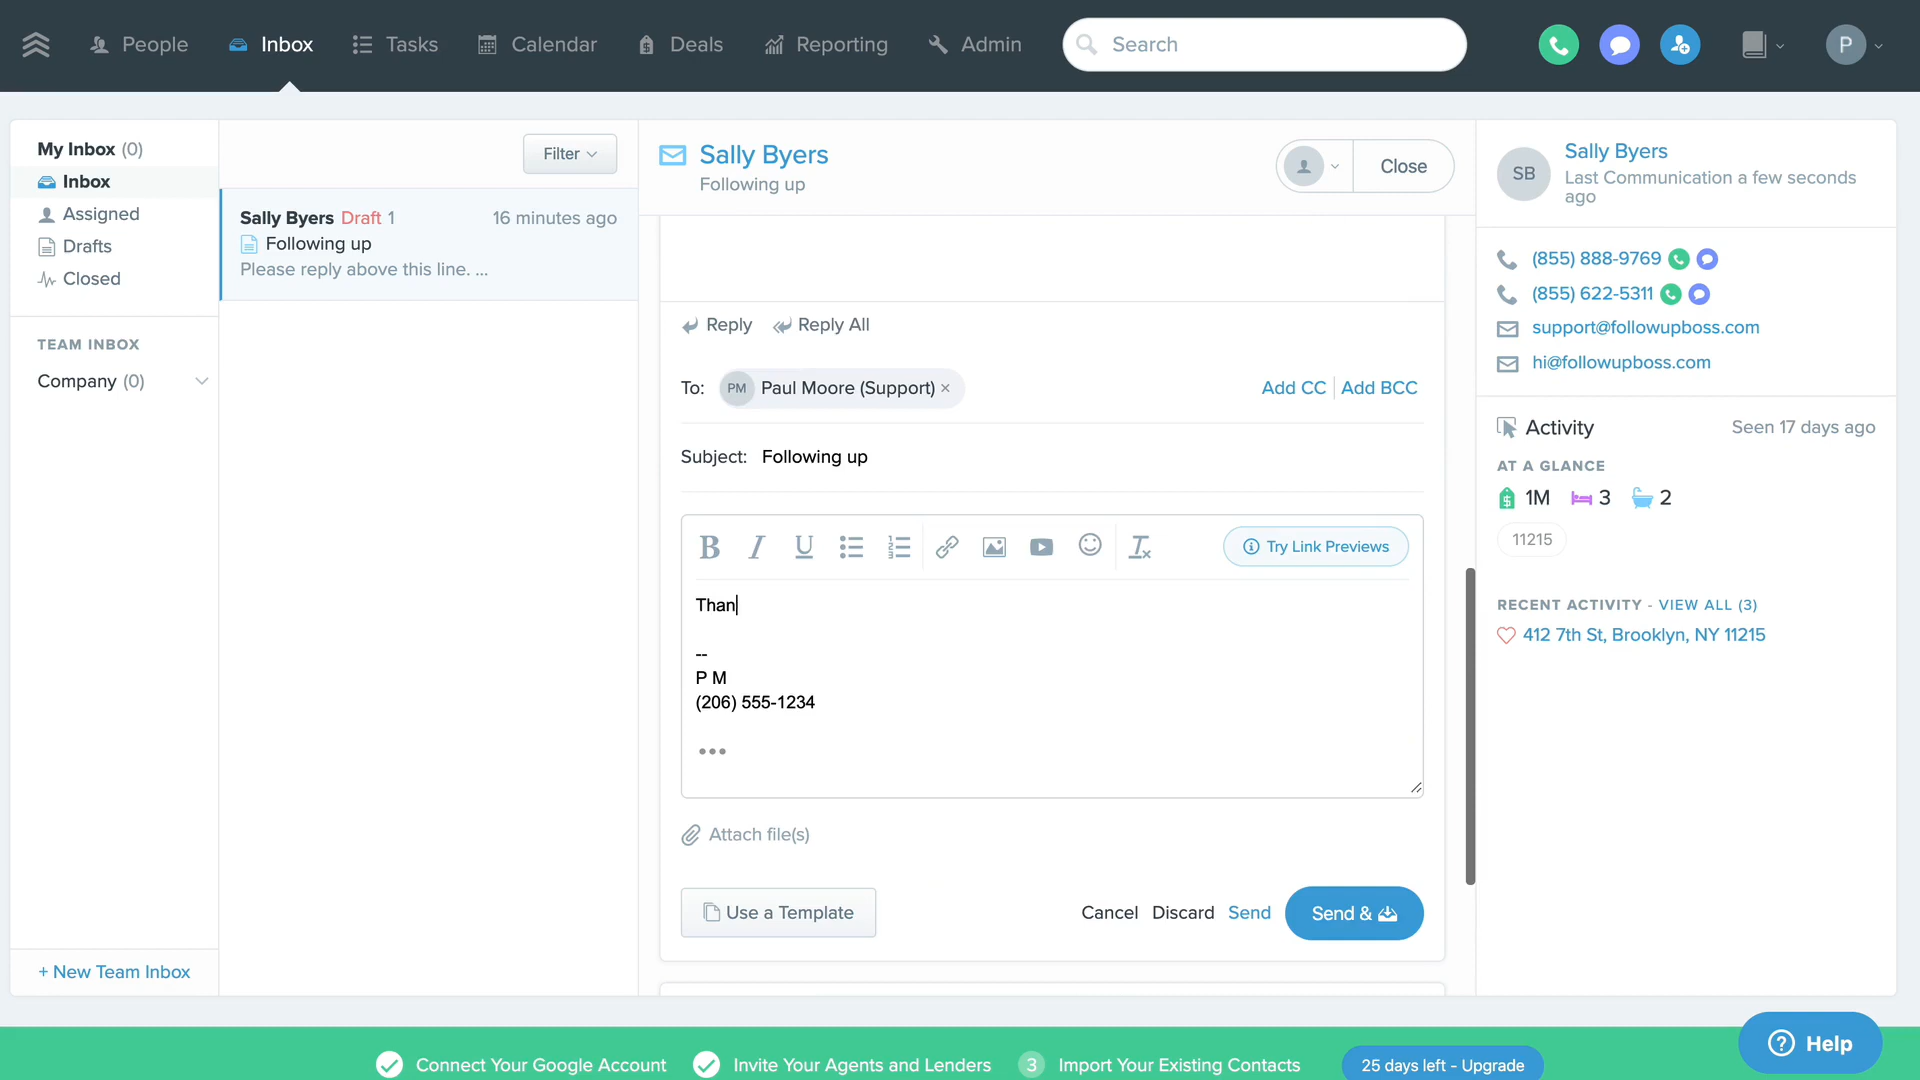 People
Inbox
Tasks
Calendar
Deals
Reporting
Admin
Search
P
My Inbox (0)
Inbox
Assigned
Drafts
Closed
TEAM INBOX
Company (0)
+ New Team Inbox
Filter
Sally Byers Draft 1 16 minutes ago
Following up
Please reply above this line. ...
Sally Byers
Following up
Close
Reply
Reply All
To: PM Paul Moore (Support) ×
Add CC
Add BCC
Subject: Following up
B I U
Try Link Previews
Than
--
P M
(206) 555-1234
•••
Attach file(s)
Use a Template
Cancel
Discard
Send
Send &
SB
Sally Byers
Last Communication a few seconds
ago
(855) 888-9769
(855) 622-5311
support@followupboss.com
hi@followupboss.com
Activity
Seen 17 days ago
AT A GLANCE
1M 3 2
11215
RECENT ACTIVITY - VIEW ALL (3)
412 7th St, Brooklyn, NY 11215
Connect Your Google Account
Invite Your Agents and Lenders
3 Import Your Existing Contacts
25 days left - Upgrade
? Help